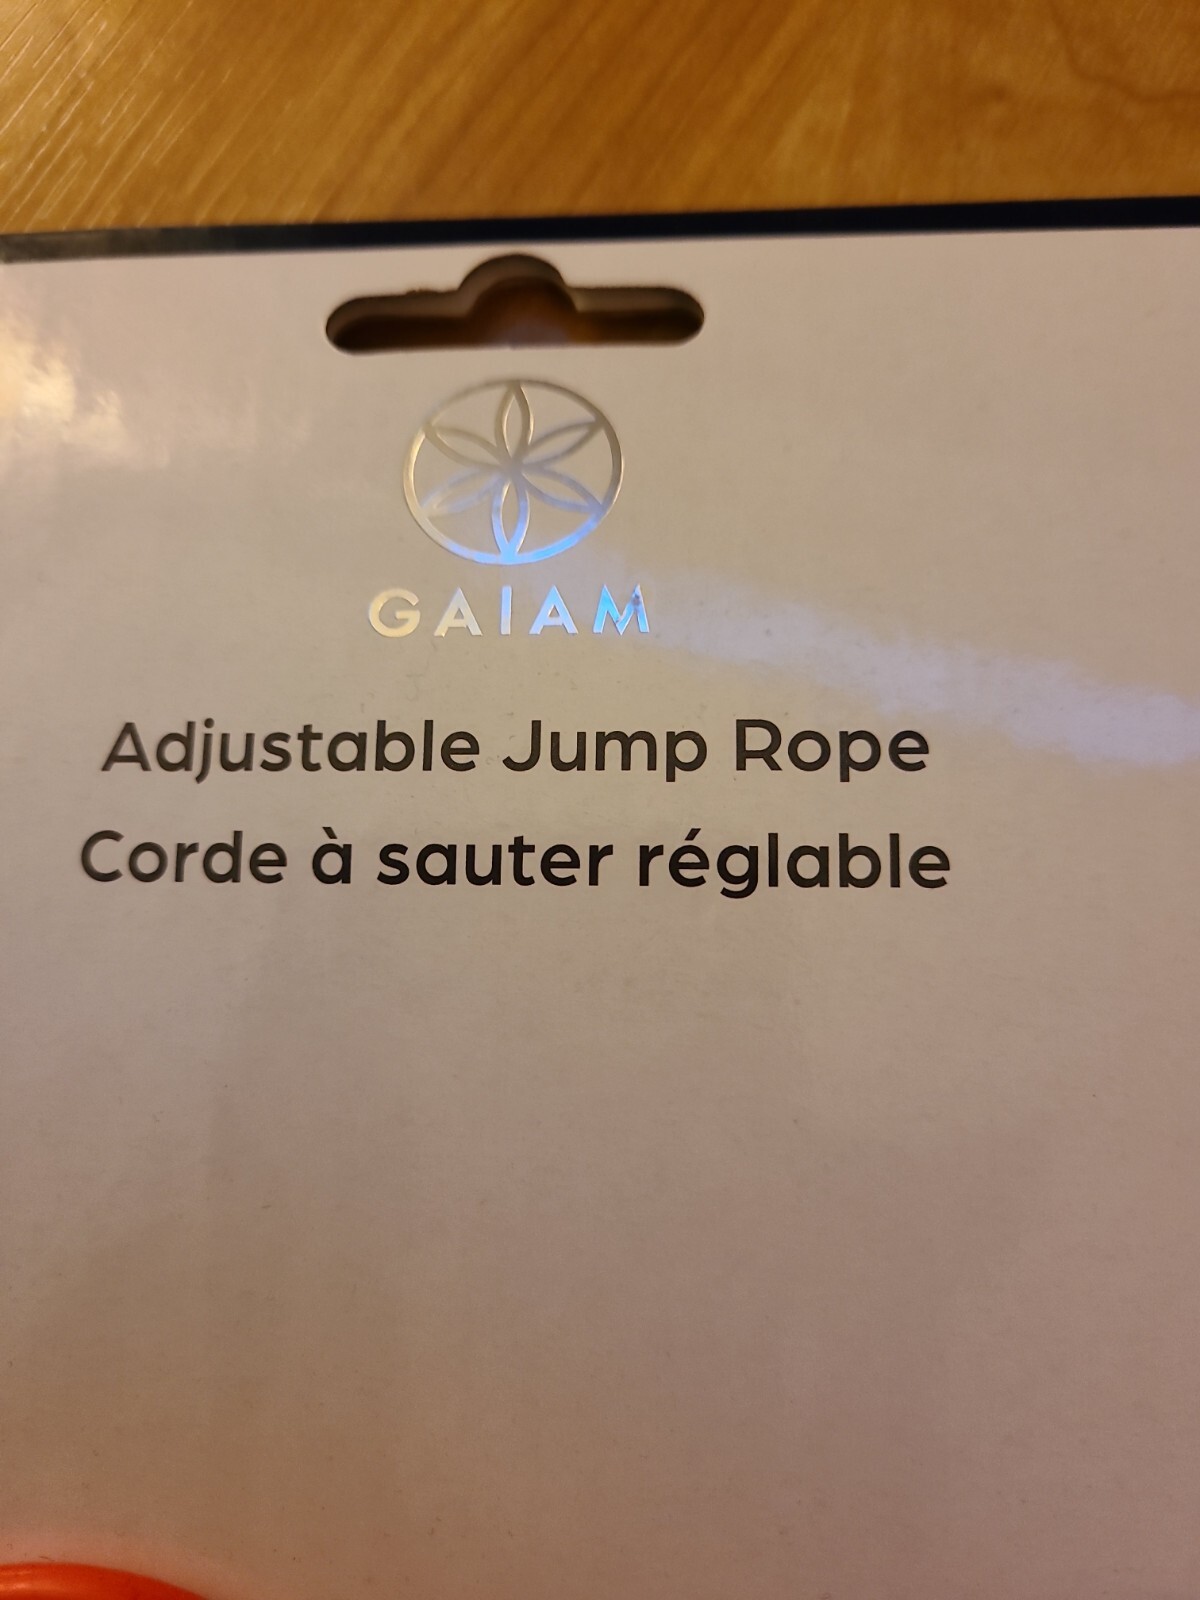 GAIAM
Adjustable Jump Rope
Corde à sauter réglable